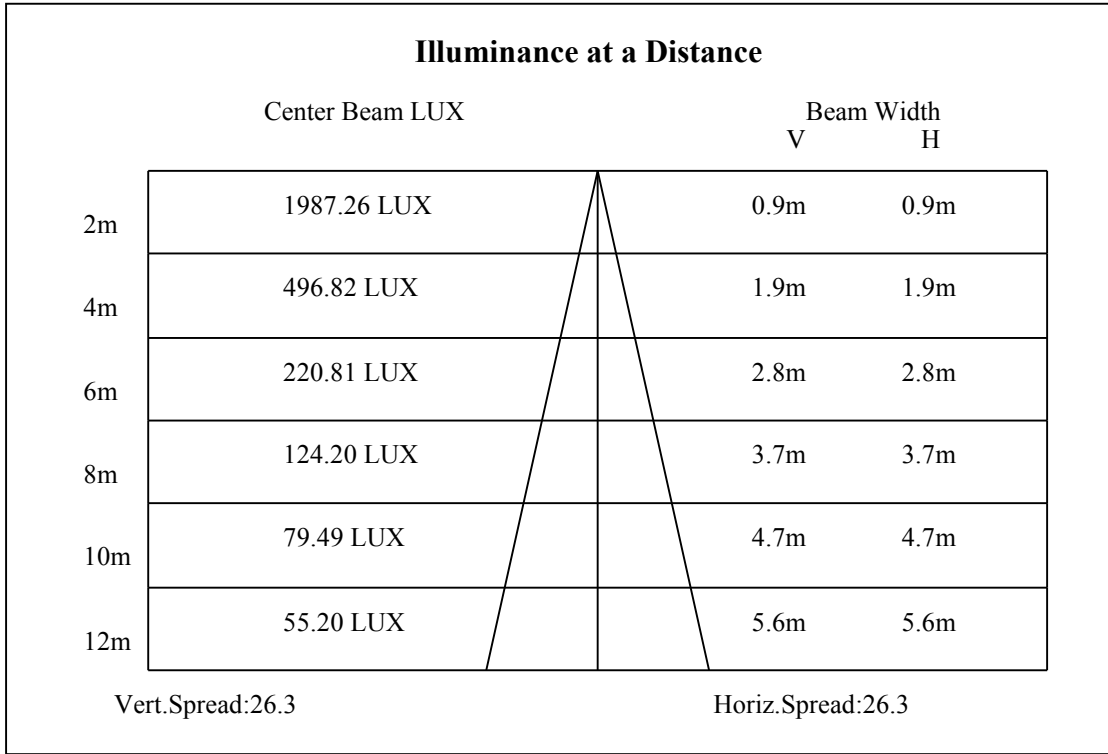 Illuminance at a Distance
Center Beam LUX Beam Width
V H
2m 1987.26 LUX 0.9m 0.9m
4m 496.82 LUX 1.9m 1.9m
6m 220.81 LUX 2.8m 2.8m
8m 124.20 LUX 3.7m 3.7m
10m 79.49 LUX 4.7m 4.7m
12m 55.20 LUX 5.6m 5.6m
Vert.Spread:26.3 Horiz.Spread:26.3